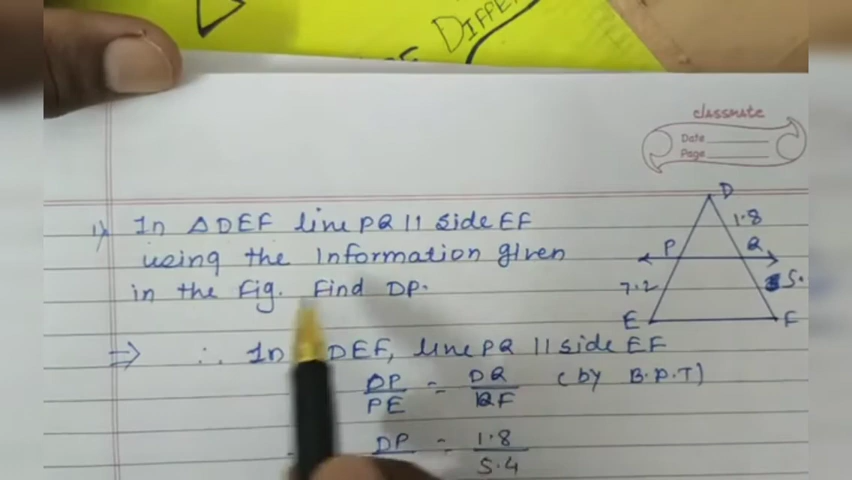 DIFFE
classmate
Date
Page
1) In △DEF line PQ || side EF
using the Information given
in the Fig. Find DP.
D
1.8
P
Q
7.2
5.
E
F
⇒ ∴ In DEF, line PQ || side EF
DP/PE = DQ/QF (by B.P.T)
DP = 1.8/5.4